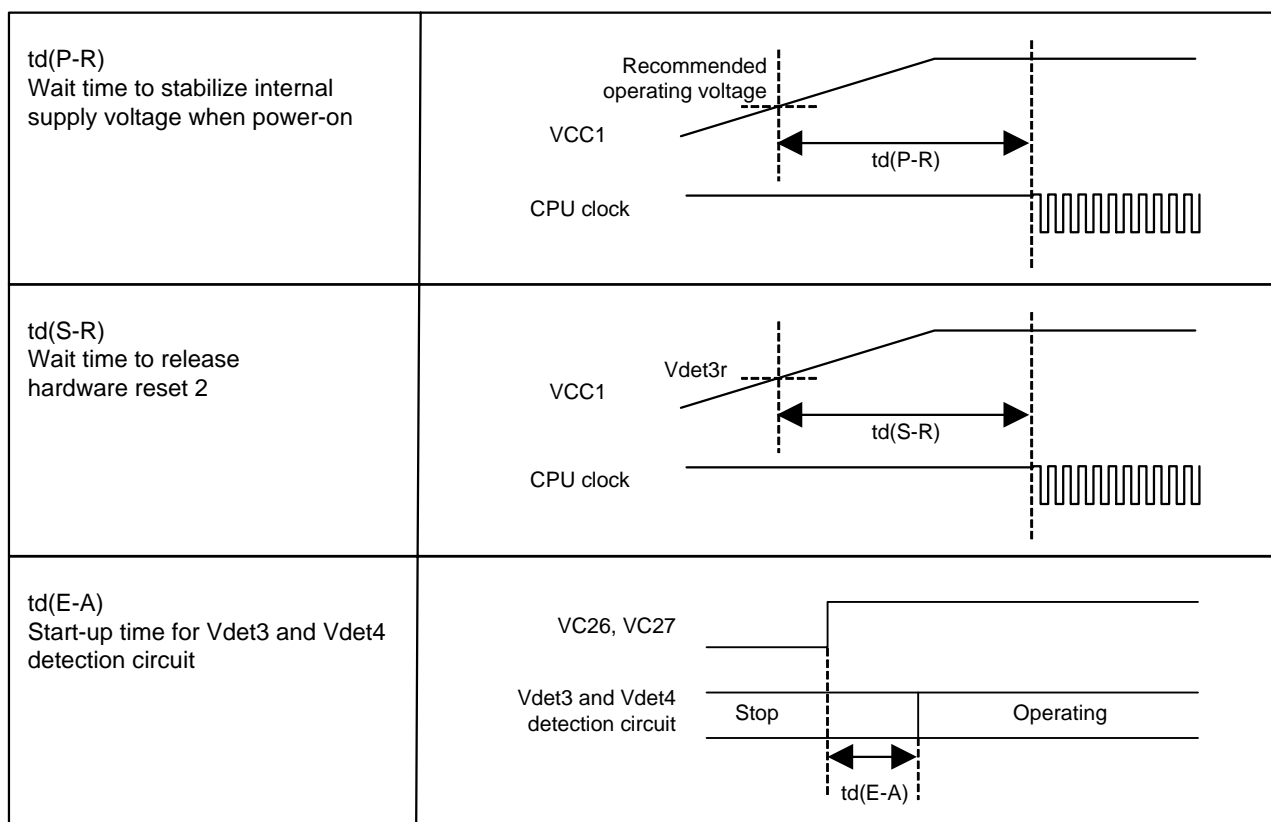 td(P-R)
Wait time to stabilize internal
supply voltage when power-on
Recommended
operating voltage
VCC1
td(P-R)
CPU clock
td(S-R)
Wait time to release
hardware reset 2
Vdet3r
VCC1
td(S-R)
CPU clock
td(E-A)
Start-up time for Vdet3 and Vdet4
detection circuit
VC26, VC27
Vdet3 and Vdet4
detection circuit
Stop
Operating
td(E-A)